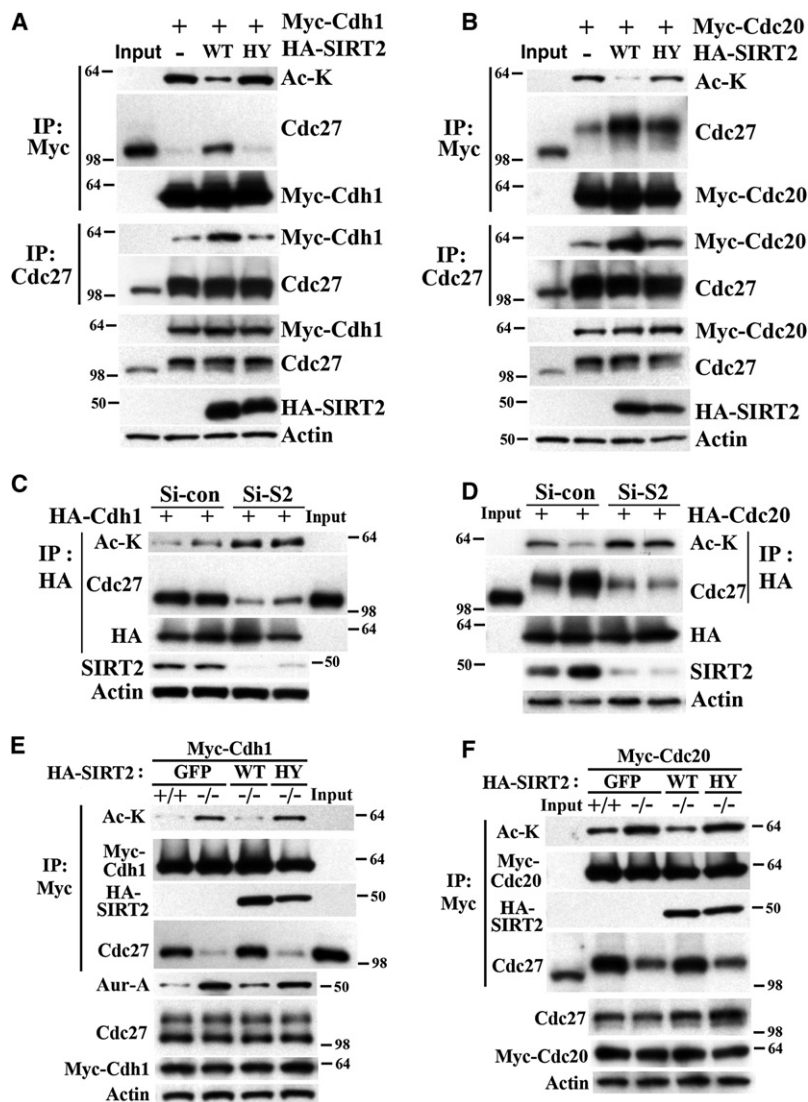 A
+ + + Myc-Cdh1
Input - WT HY HA-SIRT2
64 Ac-K
IP: Myc
Cdc27
98
64 Myc-Cdh1
IP: Cdc27
64 Myc-Cdh1
98 Cdc27
64 Myc-Cdh1
98 Cdc27
50 HA-SIRT2
Actin
B
+ + + Myc-Cdc20
Input - WT HY HA-SIRT2
64 Ac-K
IP: Myc
Cdc27
98
64 Myc-Cdc20
IP: Cdc27
64 Myc-Cdc20
98 Cdc27
64 Myc-Cdc20
98 Cdc27
50 HA-SIRT2
50 Actin
C
Si-con Si-S2
HA-Cdh1 + + + + Input
IP: HA
Ac-K 64
Cdc27 98
HA 64
SIRT2 50
Actin
D
Si-con Si-S2
Input + + + + HA-Cdc20
64 Ac-K
IP: HA
98 Cdc27
64 HA
50 SIRT2
Actin
E
Myc-Cdh1
HA-SIRT2: GFP WT HY
+/+ -/- -/- -/- Input
IP: Myc
Ac-K 64
Myc-Cdh1 64
HA-SIRT2 50
Cdc27 98
Aur-A 50
Cdc27 98
Myc-Cdh1 64
Actin
F
Myc-Cdc20
HA-SIRT2: GFP WT HY
Input +/+ -/- -/- -/-
IP: Myc
Ac-K 64
Myc-Cdc20 64
HA-SIRT2 50
Cdc27 98
Cdc27 98
Myc-Cdc20 64
Actin